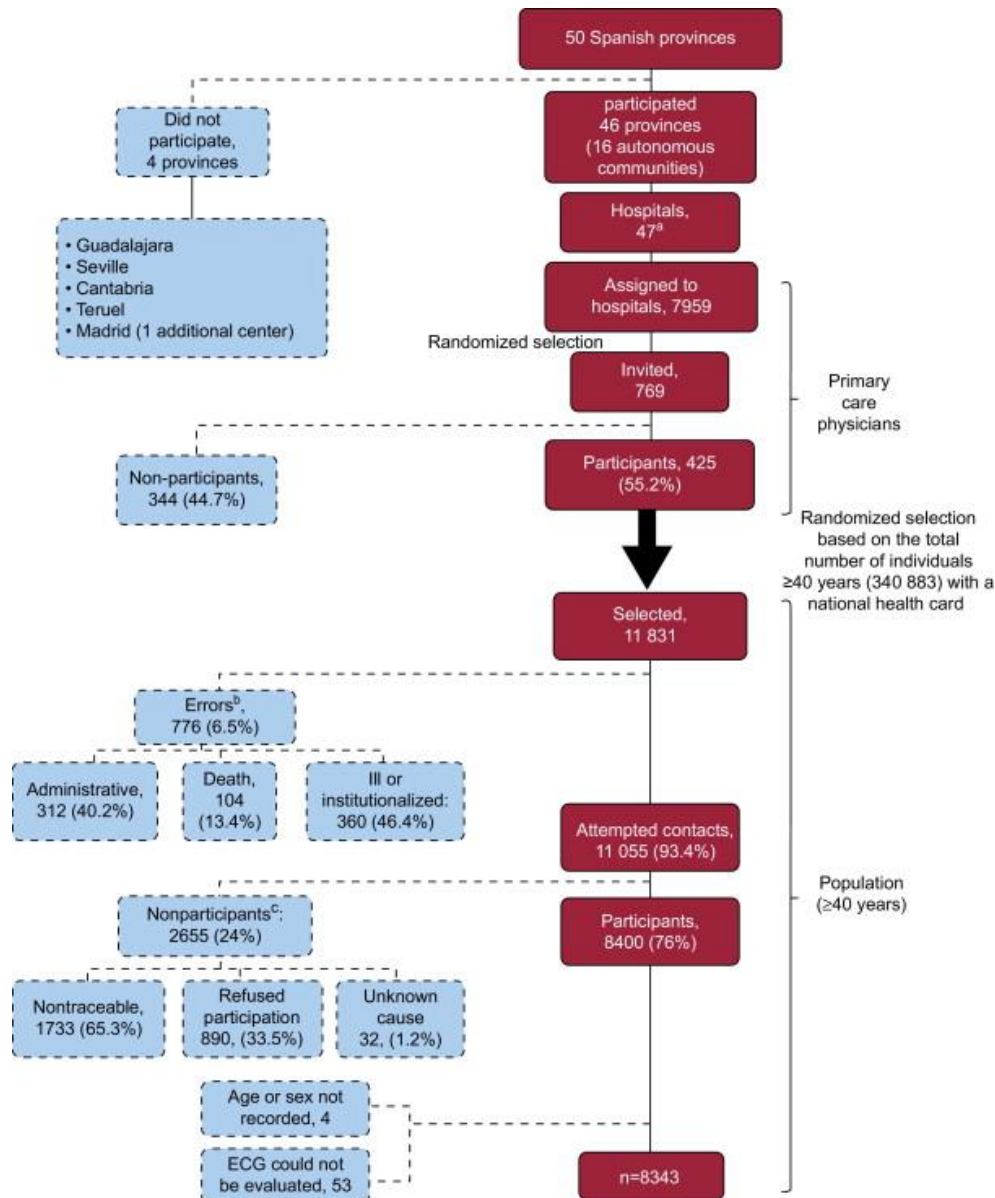 50 Spanish provinces
Did not
participate,
4 provinces
participated
46 provinces
(16 autonomous
communities)
• Guadalajara
• Seville
• Cantabria
• Teruel
• Madrid (1 additional center)
Hospitals,
47ᵃ
Assigned to
hospitals, 7959
Randomized selection
Invited,
769
Primary
care
physicians
Non-participants,
344 (44.7%)
Participants, 425
(55.2%)
Randomized selection
based on the total
number of individuals
≥40 years (340 883) with a
national health card
Selected,
11 831
Errorsᵇ,
776 (6.5%)
Administrative,
312 (40.2%)
Death,
104
(13.4%)
Ill or
institutionalized:
360 (46.4%)
Attempted contacts,
11 055 (93.4%)
Population
(≥40 years)
Nonparticipantsᶜ;
2655 (24%)
Participants,
8400 (76%)
Nontraceable,
1733 (65.3%)
Refused
participation
890, (33.5%)
Unknown
cause
32, (1.2%)
Age or sex not
recorded, 4
ECG could not
be evaluated, 53
n=8343